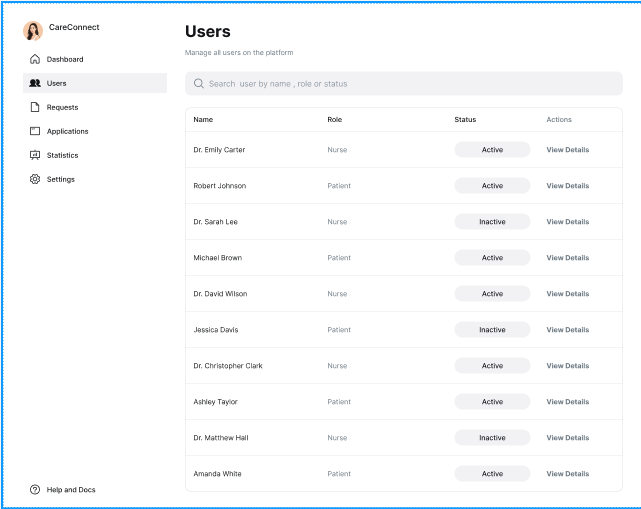 CareConnect
Dashboard
Users
Requests
Applications
Statistics
Settings
Help and Docs
Users
Manage all users on the platform
Search user by name , role or status
Name Role Status Actions
Dr. Emily Carter Nurse Active View Details
Robert Johnson Patient Active View Details
Dr. Sarah Lee Nurse Inactive View Details
Michael Brown Patient Active View Details
Dr. David Wilson Nurse Active View Details
Jessica Davis Patient Inactive View Details
Dr. Christopher Clark Nurse Active View Details
Ashley Taylor Patient Active View Details
Dr. Matthew Hall Nurse Inactive View Details
Amanda White Patient Active View Details